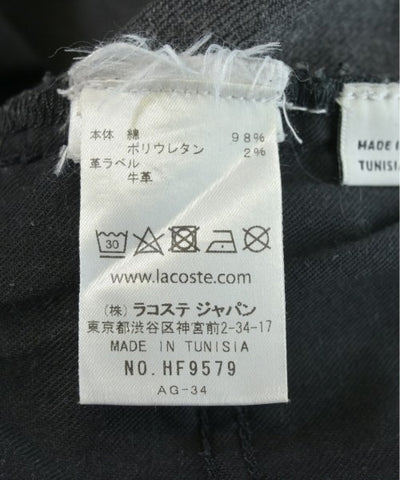 本体 綿 98%
ポリウレタン 2%
革ラベル
牛革
30
www.lacoste.com
(株) ラコステ ジャパン
東京都渋谷区神宮前2-34-17
MADE IN TUNISIA
NO.HF9579
AG-34
MADE IN
TUNISIA